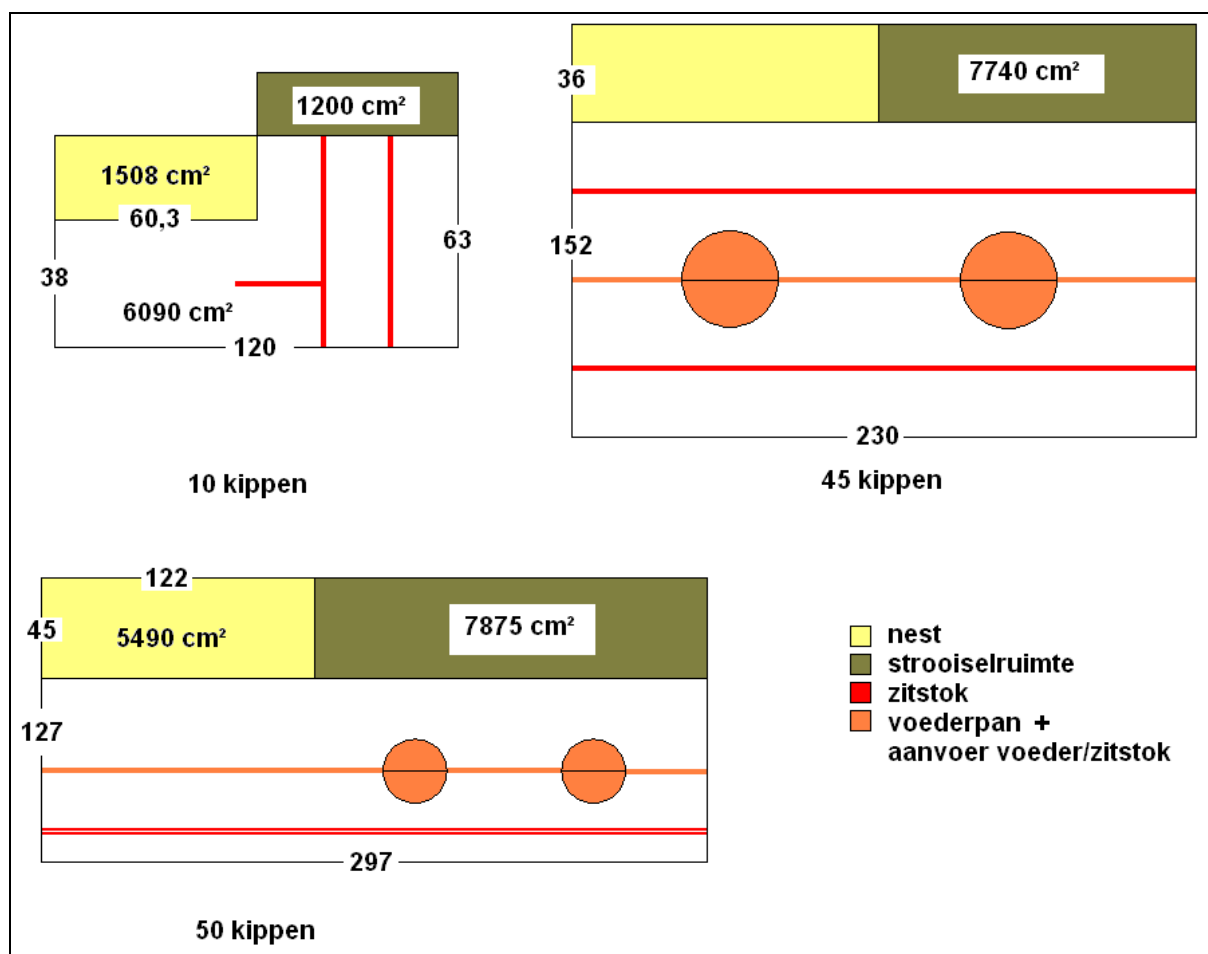 1200 cm²
1508 cm²
60,3
63
38
6090 cm²
120
10 kippen
36
7740 cm²
152
230
45 kippen
122
45
5490 cm²
7875 cm²
127
297
50 kippen
nest
strooiselruimte
zitstok
voederpan +
aanvoer voeder/zitstok